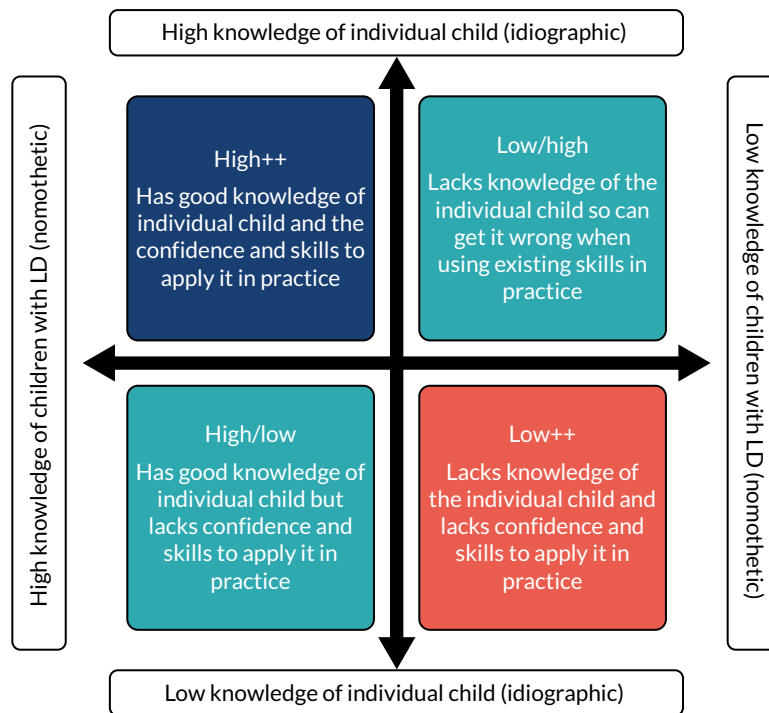 High knowledge of individual child (idiographic)
High knowledge of children with LD (nomothetic)
High++
Has good knowledge of
individual child and the
confidence and skills to
apply it in practice
Low/high
Lacks knowledge of the
individual child so can
get it wrong when
using existing skills in
practice
Low knowledge of children with LD (nomothetic)
High/low
Has good knowledge of
individual child but
lacks confidence and
skills to apply it in
practice
Low++
Lacks knowledge of
the individual child and
lacks confidence and
skills to apply it in
practice
Low knowledge of individual child (idiographic)